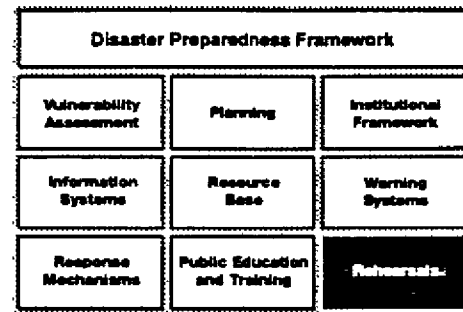 Disaster Preparedness Framework
Vulnerability
Assessment
Planning
Institutional
Framework
Information
Systems
Resource
Base
Warning
Systems
Response
Mechanisms
Public Education
and Training
Rehearsals